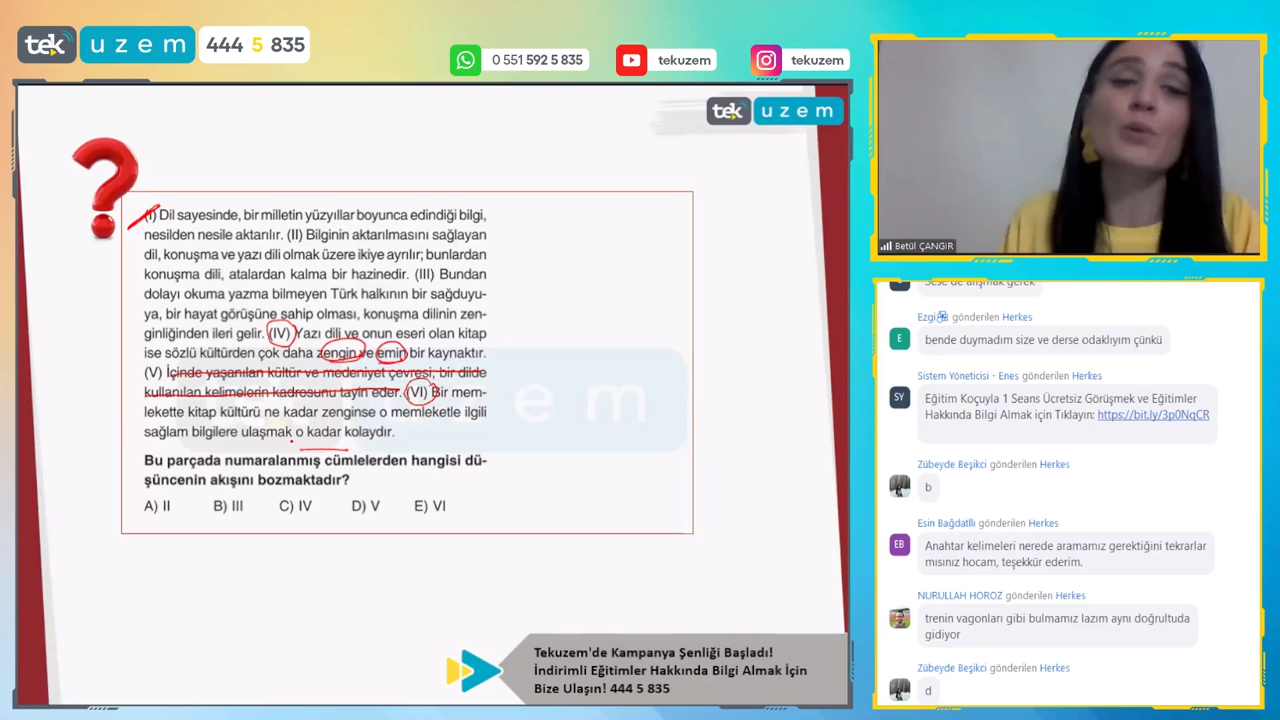 tek uzem 444 5 835
0 551 592 5 835
tekuzem
tekuzem
tek uzem
(I) Dil sayesinde, bir milletin yüzyıllar boyunca edindiği bilgi,
nesilden nesile aktarılır. (II) Bilginin aktarılmasını sağlayan
dil, konuşma ve yazı dili olmak üzere ikiye ayrılır; bunlardan
konuşma dili, atalardan kalma bir hazinedir. (III) Bundan
dolayı okuma yazma bilmeyen Türk halkının bir sağduyu-
ya, bir hayat görüşüne sahip olması, konuşma dilinin zen-
ginliğinden ileri gelir. (IV) Yazı dili ve onun eseri olan kitap
ise sözlü kültürden çok daha zengin ve emin bir kaynaktır.
(V) İçinde yaşanılan kültür ve medeniyet çevresi, bir dilde
kullanılan kelimelerin kadrosunu tayin eder. (VI) Bir mem-
lekette kitap kültürü ne kadar zenginse o memleketle ilgili
sağlam bilgilere ulaşmak o kadar kolaydır.
Bu parçada numaralanmış cümlelerden hangisi dü-
şüncenin akışını bozmaktadır?
A) II B) III C) IV D) V E) VI
uzem
Tekuzem'de Kampanya Şenliği Başladı!
İndirimli Eğitimler Hakkında Bilgi Almak İçin
Bize Ulaşın! 444 5 835
Betül ÇANGIR
Sese de alışmak gerek
Ezgi gönderilen Herkes
E
bende duymadım size ve derse odaklıyım çünkü
Sistem Yöneticisi - Enes gönderilen Herkes
SY
Eğitim Koçuyla 1 Seans Ücretsiz Görüşmek ve Eğitimler
Hakkında Bilgi Almak için Tıklayın: https://bit.ly/3p0NqCR
Zübeyde Beşikci gönderilen Herkes
b
Esin Bağdatllı gönderilen Herkes
EB
Anahtar kelimeleri nerede aramamız gerektiğini tekrarlar
mısınız hocam, teşekkür ederim.
NURULLAH HOROZ gönderilen Herkes
trenin vagonları gibi bulmamız lazım aynı doğrultuda
gidiyor
Zübeyde Beşikci gönderilen Herkes
d